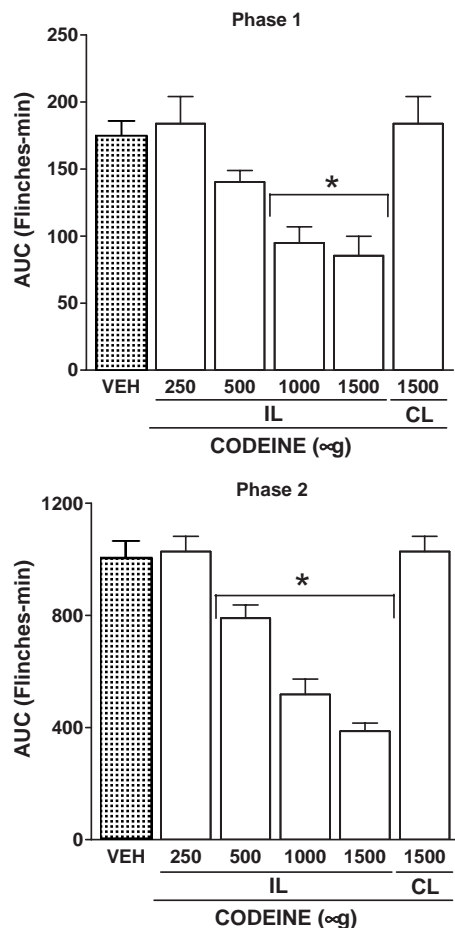 Phase 1
AUC (Flinches-min)
250
200
150
100
50
0
*
VEH 250 500 1000 1500 1500
IL CL
CODEINE (∝g)
Phase 2
AUC (Flinches-min)
1200
800
400
0
*
VEH 250 500 1000 1500 1500
IL CL
CODEINE (∝g)